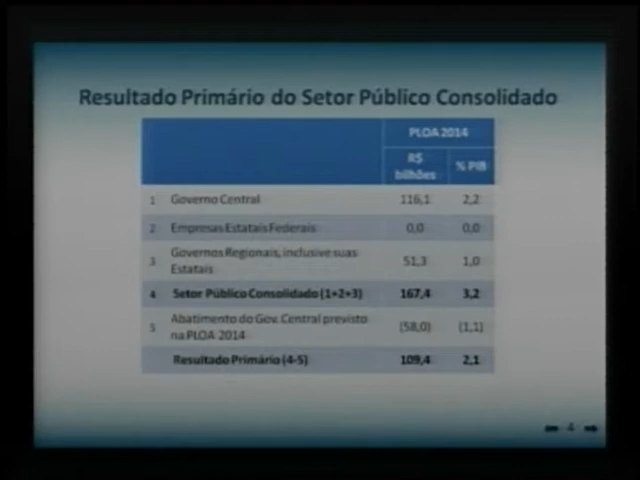 Resultado Primário do Setor Público Consolidado
PLOA 2014
R$ % PIB
bilhões
1 Governo Central 116,1 2,2
2 Empresas Estatais Federais 0,0 0,0
3 Governos Regionais, inclusive suas 51,3 1,0
Estatais
4 Setor Público Consolidado (1+2+3) 167,4 3,2
5 Abatimento do Gov. Central previsto (58,0) (1,1)
na PLOA 2014
Resultado Primário (4-5) 109,4 2,1
4